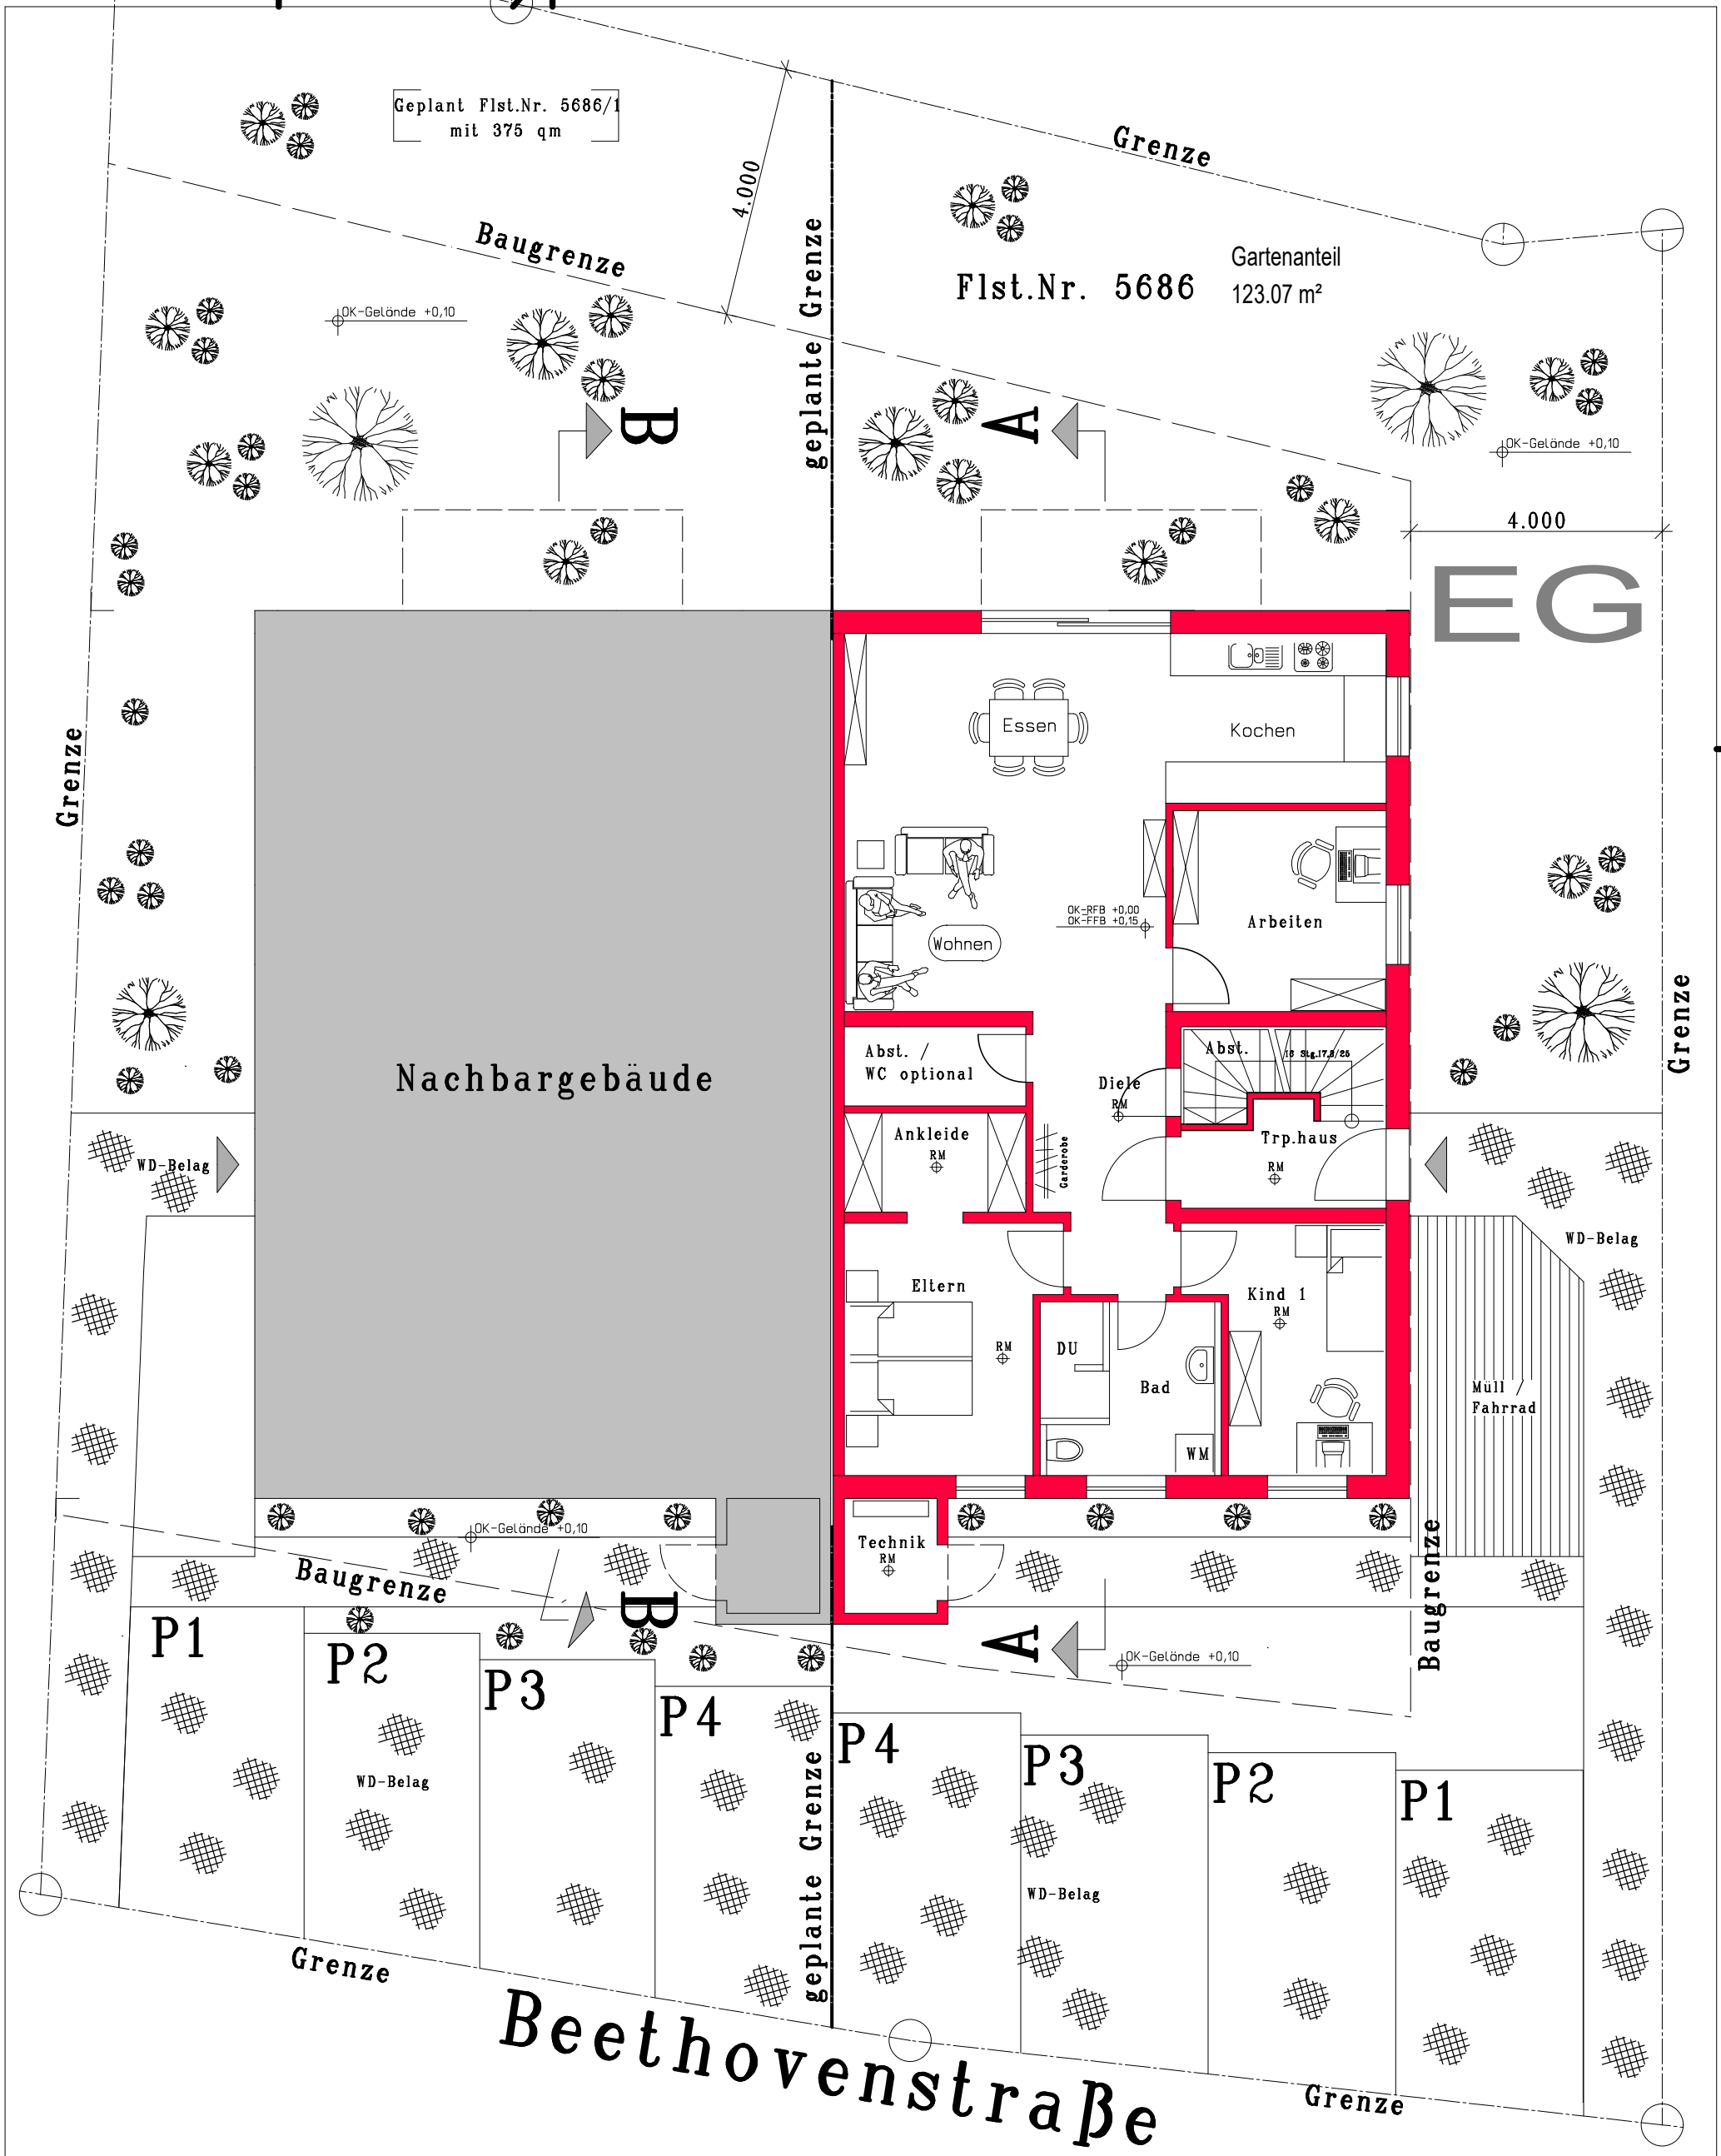 Geplant Flst.Nr. 5686/1
mit 375 qm
Grenze
4.000
Baugrenze
geplante Grenze
Flst.Nr. 5686
Gartenanteil
123.07 m²
OK-Gelände +0,10
B
A
OK-Gelände +0,10
4.000
EG
Essen
Kochen
Grenze
Arbeiten
OK-RFB +0,00
OK-FFB +0,15
Wohnen
Grenze
Nachbargebäude
Abst. /
WC optional
Abst.
16 Stg.17,8/25
Diele
RM
Ankleide
RM
Garderobe
Trp.haus
RM
WD-Belag
WD-Belag
Eltern
RM
Kind 1
RM
DU
Bad
WM
Müll /
Fahrrad
OK-Gelände +0,10
Technik
RM
Baugrenze
B
A
Baugrenze
OK-Gelände +0,10
P1
P2
P3
P4
P4
P3
P2
P1
WD-Belag
geplante Grenze
WD-Belag
Grenze
Beethovenstraße
Grenze